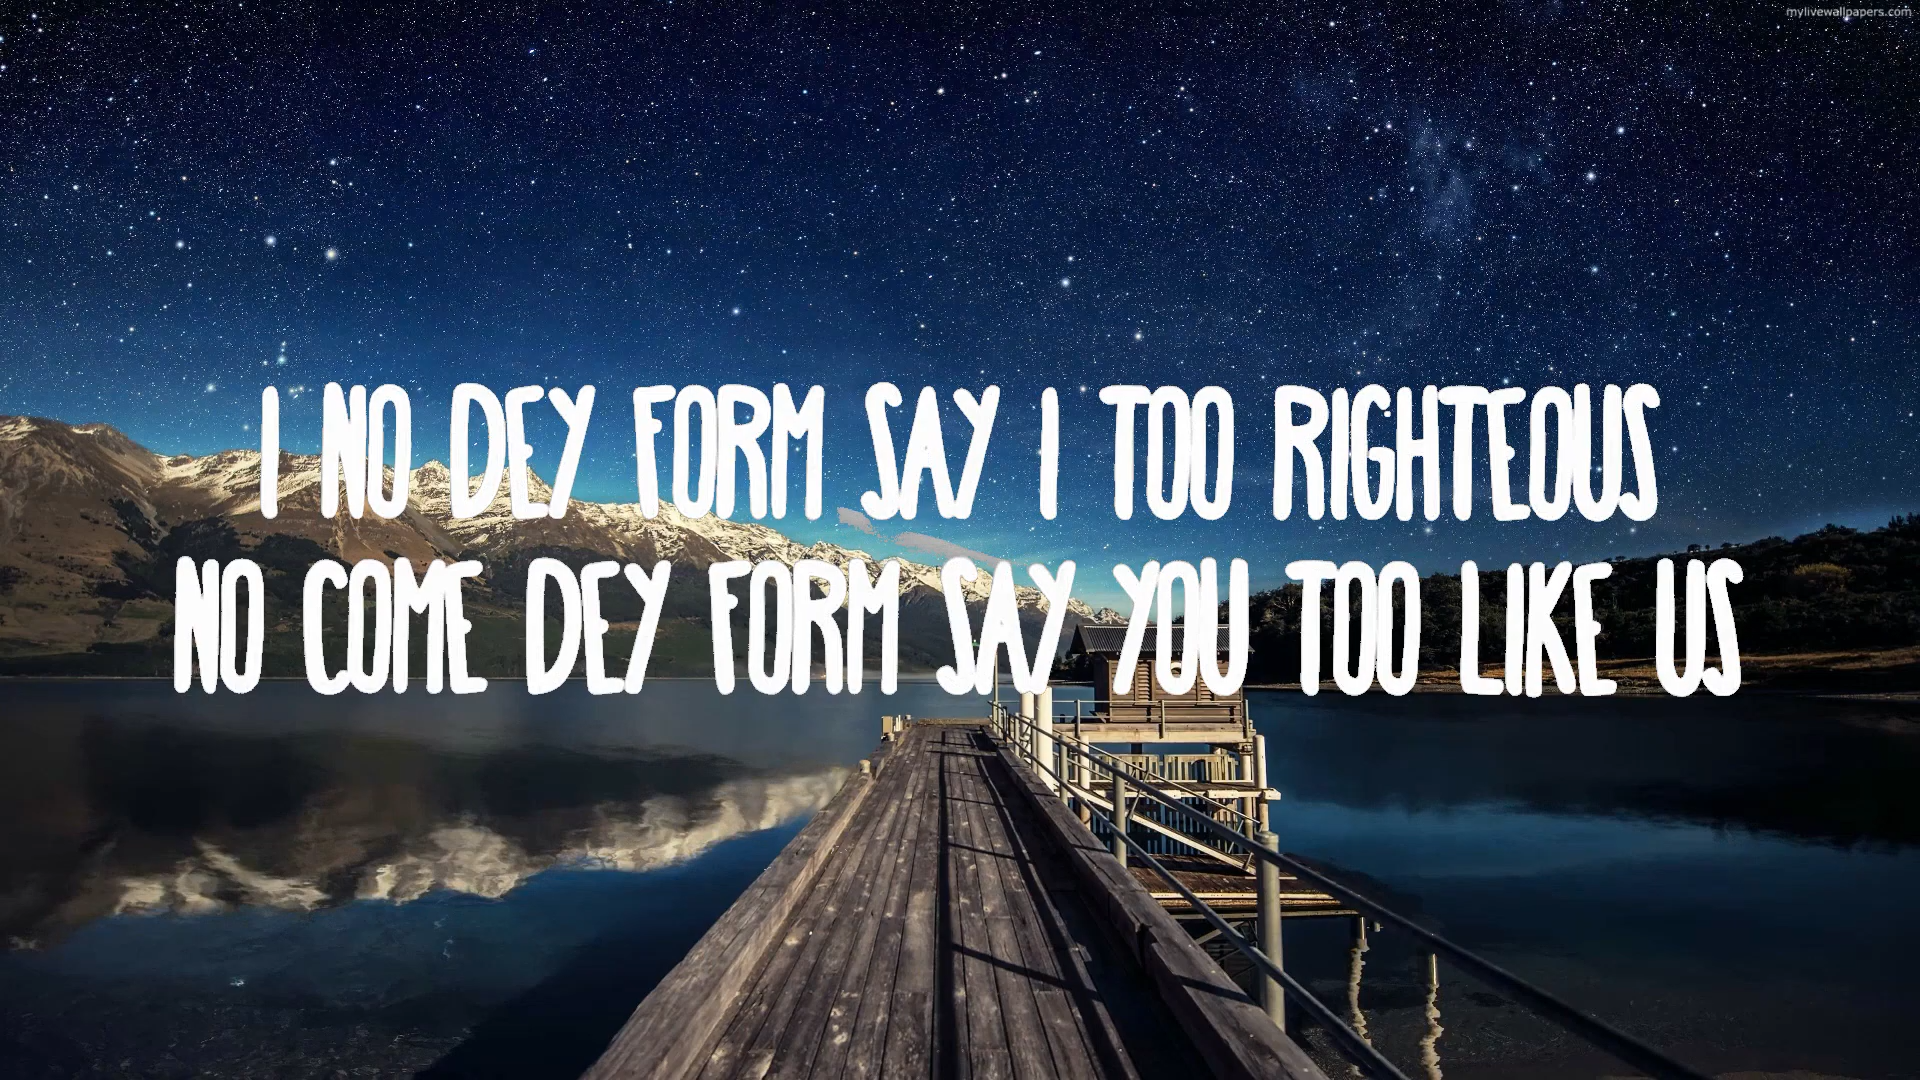 mylivewallpapers.com
I NO DEY FORM SAY I TOO RIGHTEOUS
NO COME DEY FORM SAY YOU TOO LIKE US